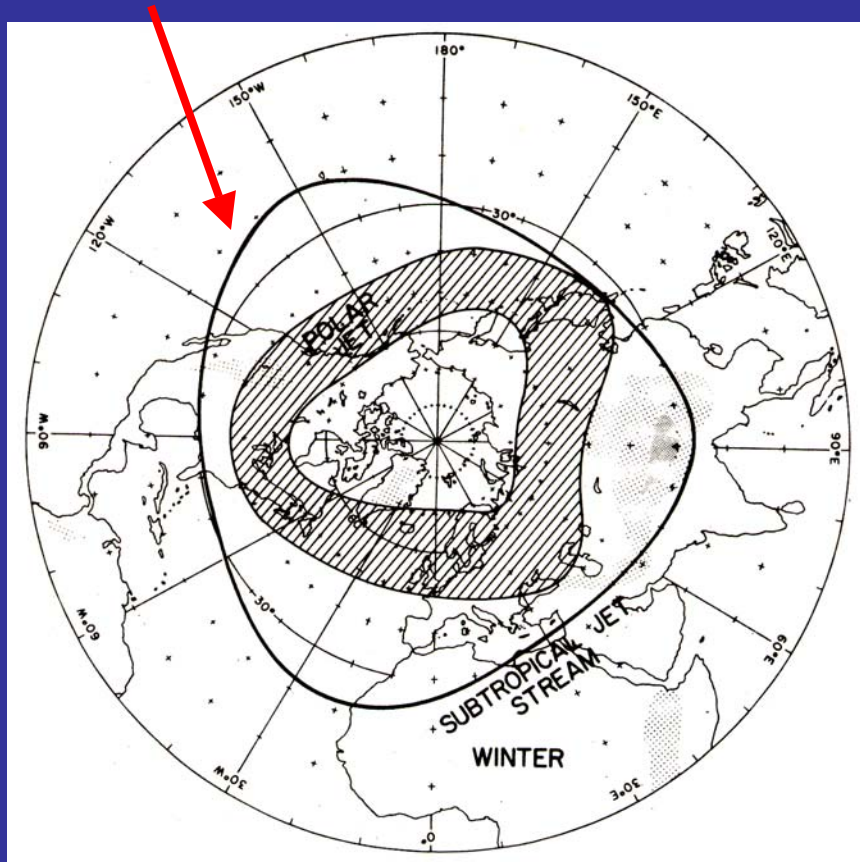 180°
150°W
150°E
120°W
30°
120°E
POLAR
JET
90°W
90°E
30°
60°W
60°E
SUBTROPICAL JET
STREAM
WINTER
30°W
30°E
0°